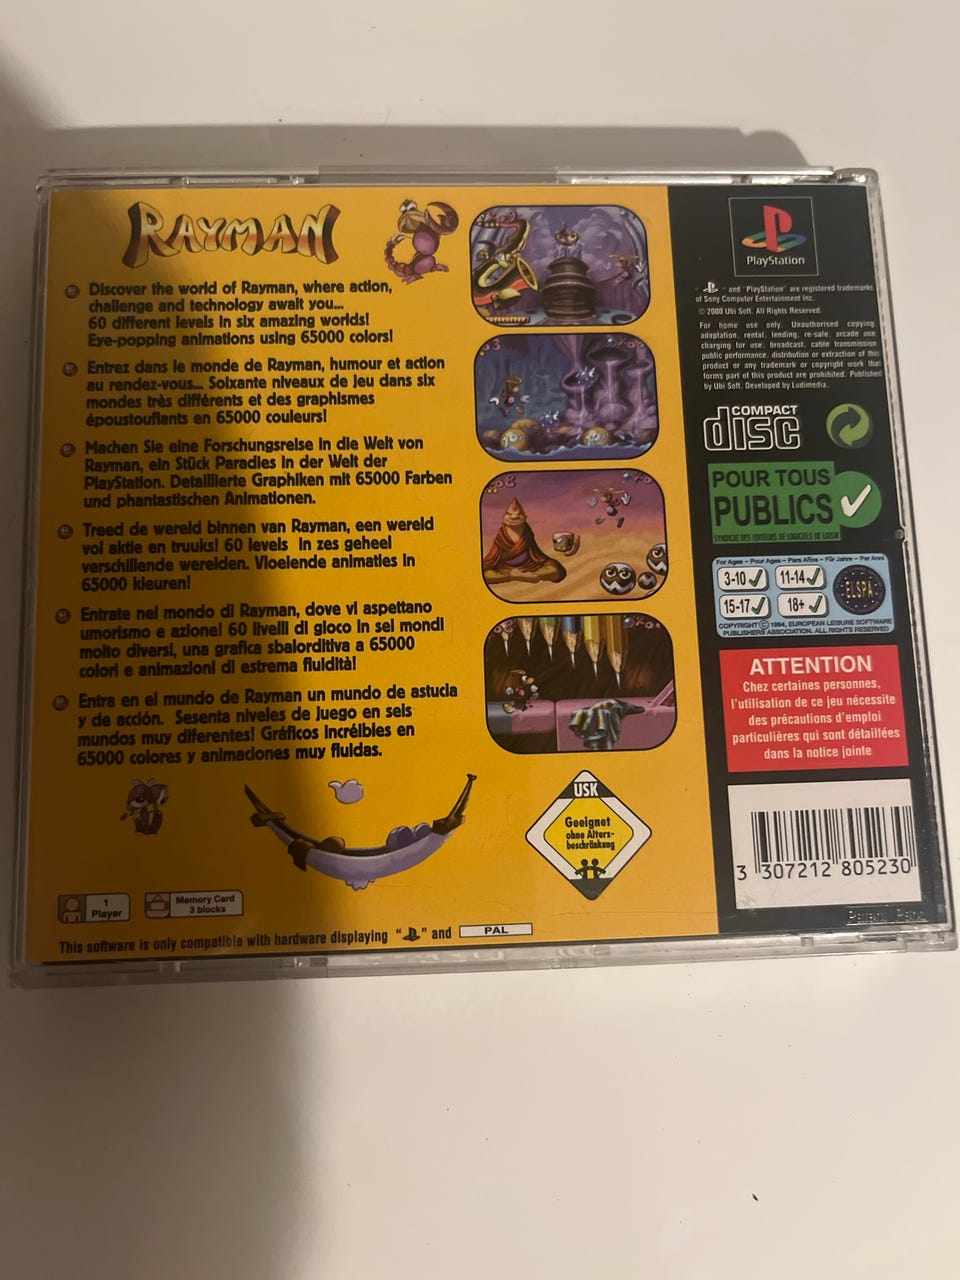 RAYMAN
Discover the world of Rayman, where action,
challenge and technology await you...
60 different levels in six amazing worlds!
Eye-popping animations using 65000 colors!
Entrez dans le monde de Rayman, humour et action
au rendez-vous... Soixante niveaux de jeu dans six
mondes très différents et des graphismes
époustouflants en 65000 couleurs!
Machen Sie eine Forschungsreise in die Welt von
Rayman, ein Stück Paradies in der Welt der
PlayStation. Detaillierte Graphiken mit 65000 Farben
und phantastischen Animationen.
Treed de wereld binnen van Rayman, een wereld
vol aktie en truuks! 60 levels in zes geheel
verschillende werelden. Vloeiende animaties in
65000 kleuren!
Entrate nel mondo di Rayman, dove vi aspettano
umorismo e azione! 60 livelli di gioco in sei mondi
molto diversi, una grafica sbalorditiva a 65000
colori e animazioni di estrema fluidità!
Entra en el mundo de Rayman un mundo de astucia
y de acción. Sesenta niveles de juego en seis
mundos muy diferentes! Gráficos increíbles en
65000 colores y animaciones muy fluidas.
USK
Geeignet
ohne Alters-
beschränkung
1
Player
Memory Card
3 blocks
This software is only compatible with hardware displaying "" and PAL
PlayStation
"" and "PlayStation" are registered trademarks
of Sony Computer Entertainment Inc.
© 2000 Ubi Soft. All Rights Reserved.
For home use only. Unauthorised copying,
adaptation, rental, lending, re-sale, arcade use,
charging for use, broadcast, cable transmission,
public performance, distribution or extraction of this
product or any trademark or copyright work that
forms part of this product are prohibited. Published
by Ubi Soft. Developed by Ludimedia.
COMPACT
disc
POUR TOUS
PUBLICS
SYNDICAT DES EDITEURS DE LOGICIELS DE LOISIR
For Ages – Pour Ages – Para Años – Für Jahre – Per Anni
3-10 11-14
15-17 18+
ELSPA
COPYRIGHT © 1994, EUROPEAN LEISURE SOFTWARE
PUBLISHERS ASSOCIATION. ALL RIGHTS RESERVED
ATTENTION
Chez certaines personnes,
l'utilisation de ce jeu nécessite
des précautions d'emploi
particulières qui sont détaillées
dans la notice jointe
3 307212 805230